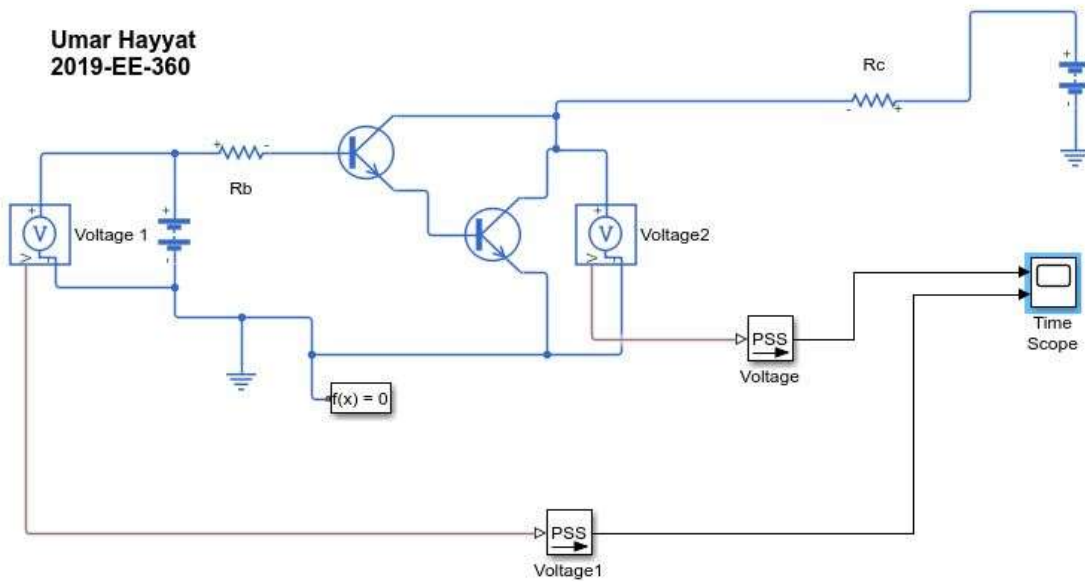 Umar Hayyat
2019-EE-360
Rc
+
-
+
-
+
-
Rb
+
V
V
Voltage 1
+
-
+
V
V
Voltage2
PSS
Voltage
Time
Scope
f(x) = 0
PSS
Voltage1